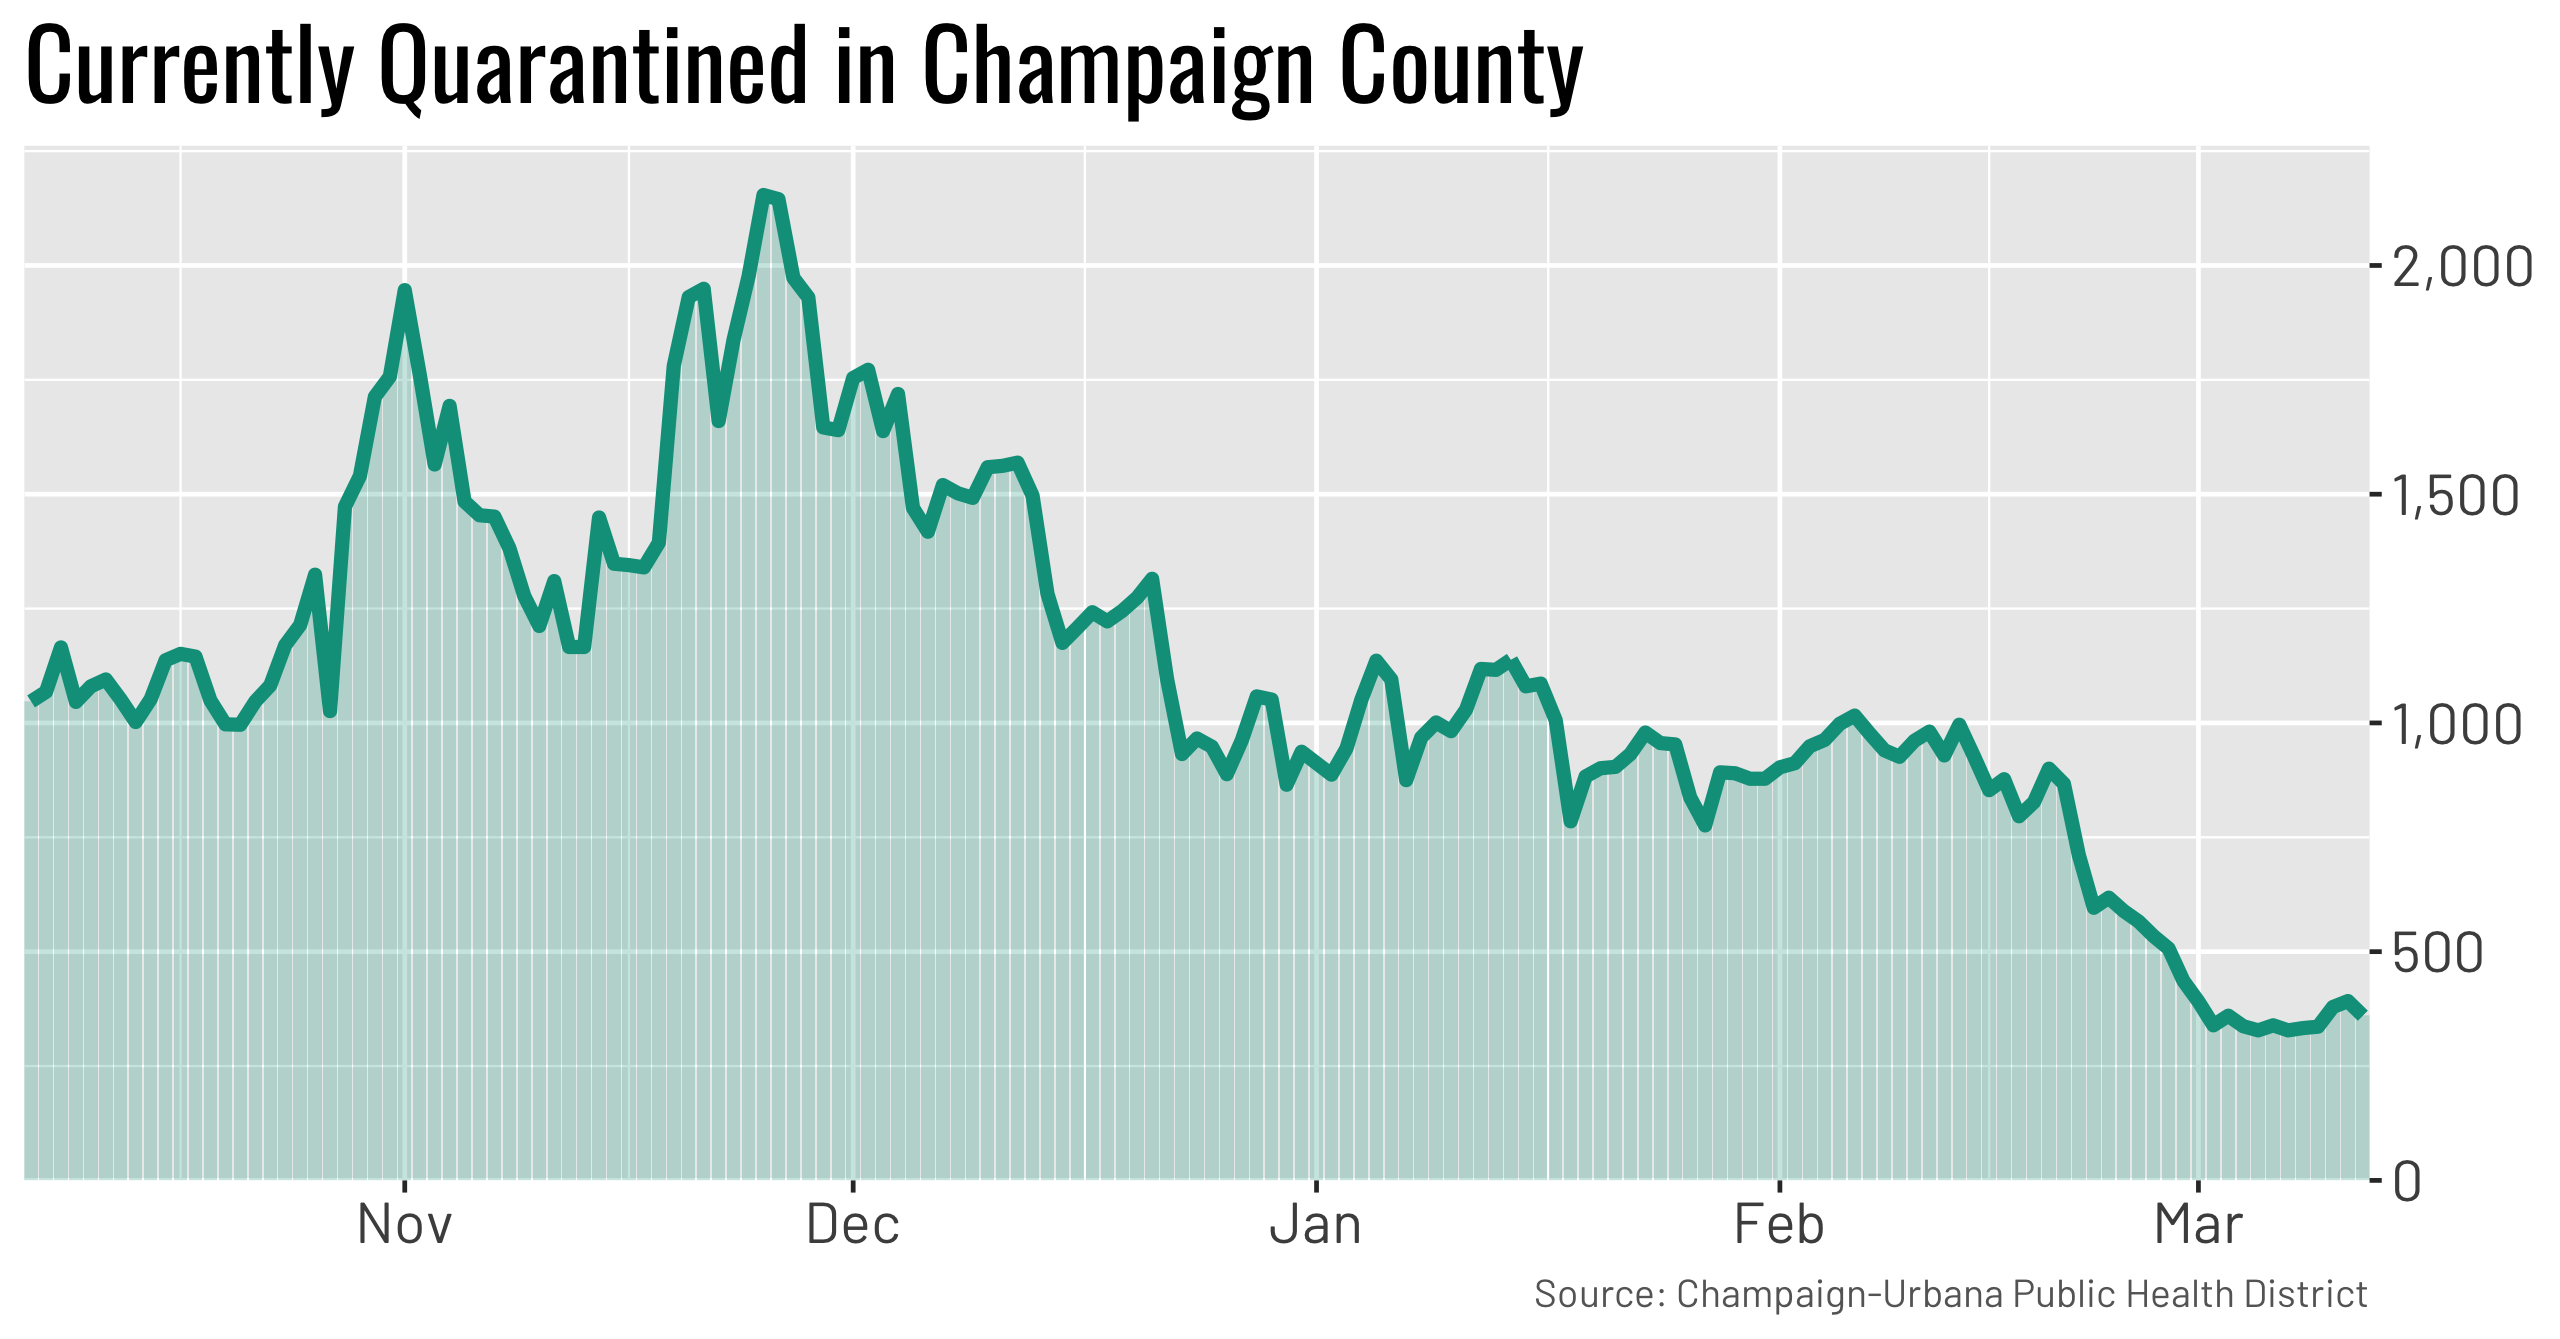 Currently Quarantined in Champaign County
2,000
1,500
1,000
500
0
Nov Dec Jan Feb Mar
Source: Champaign-Urbana Public Health District